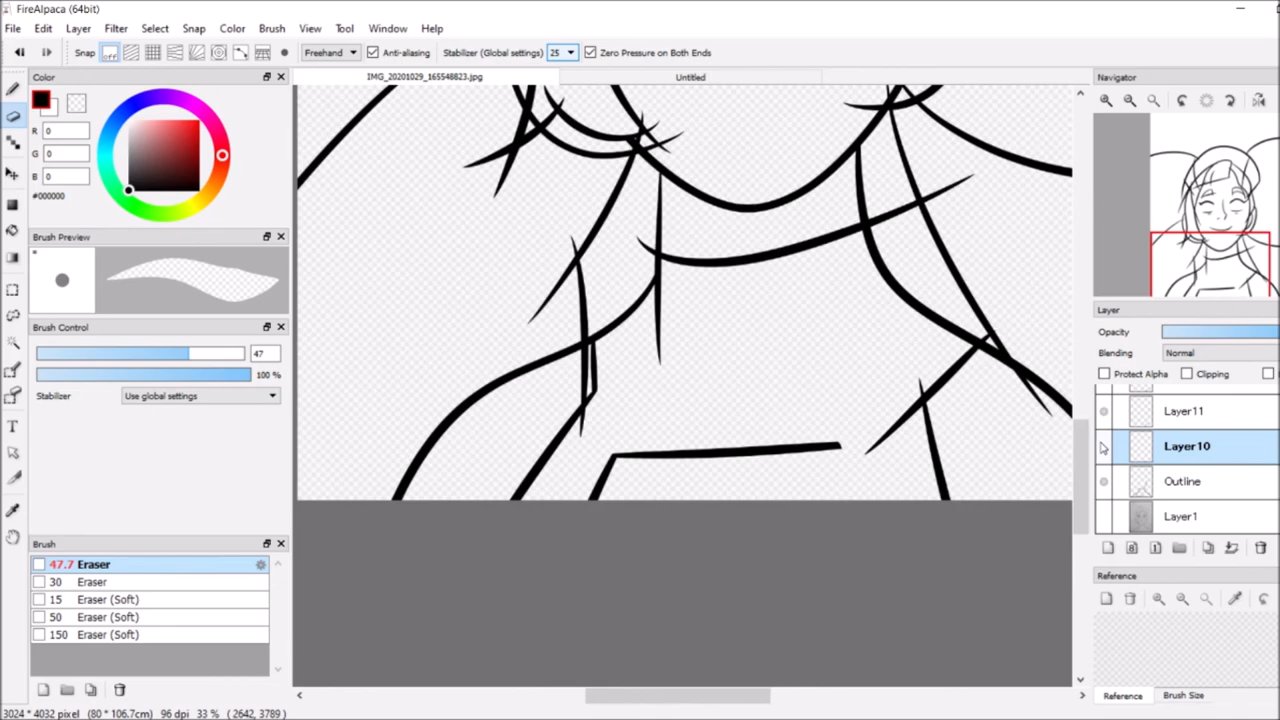 FireAlpaca (64bit)
File Edit Layer Filter Select Snap Color Brush View Tool Window Help
Snap off Freehand Anti-aliasing Stabilizer (Global settings) 25 Zero Pressure on Both Ends
Color
IMG_20201029_165548823.jpg Untitled
Navigator
R 0
G 0
B 0
#000000
Brush Preview
Brush Control
47
100 %
Stabilizer Use global settings
Layer
Opacity
Blending Normal
Protect Alpha Clipping
Layer11
Layer10
Outline
Layer1
Brush
47.7 Eraser
30 Eraser
15 Eraser (Soft)
50 Eraser (Soft)
150 Eraser (Soft)
Reference
Reference Brush Size
3024 * 4032 pixel (80 * 106.7cm) 96 dpi 33 % ( 2642, 3789 )